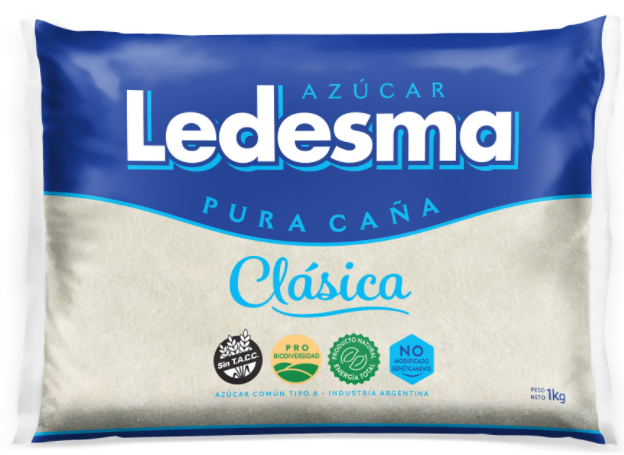 AZÚCAR
Ledesma
PURA CAÑA
Clásica
Sin T.A.C.C.
PRO
BIODIVERSIDAD
PRODUCTO NATURAL
ENERGÍA TOTAL
NO
MODIFICADO
GENÉTICAMENTE
AZÚCAR COMÚN TIPO A - INDUSTRIA ARGENTINA
PESO
NETO 1Kg